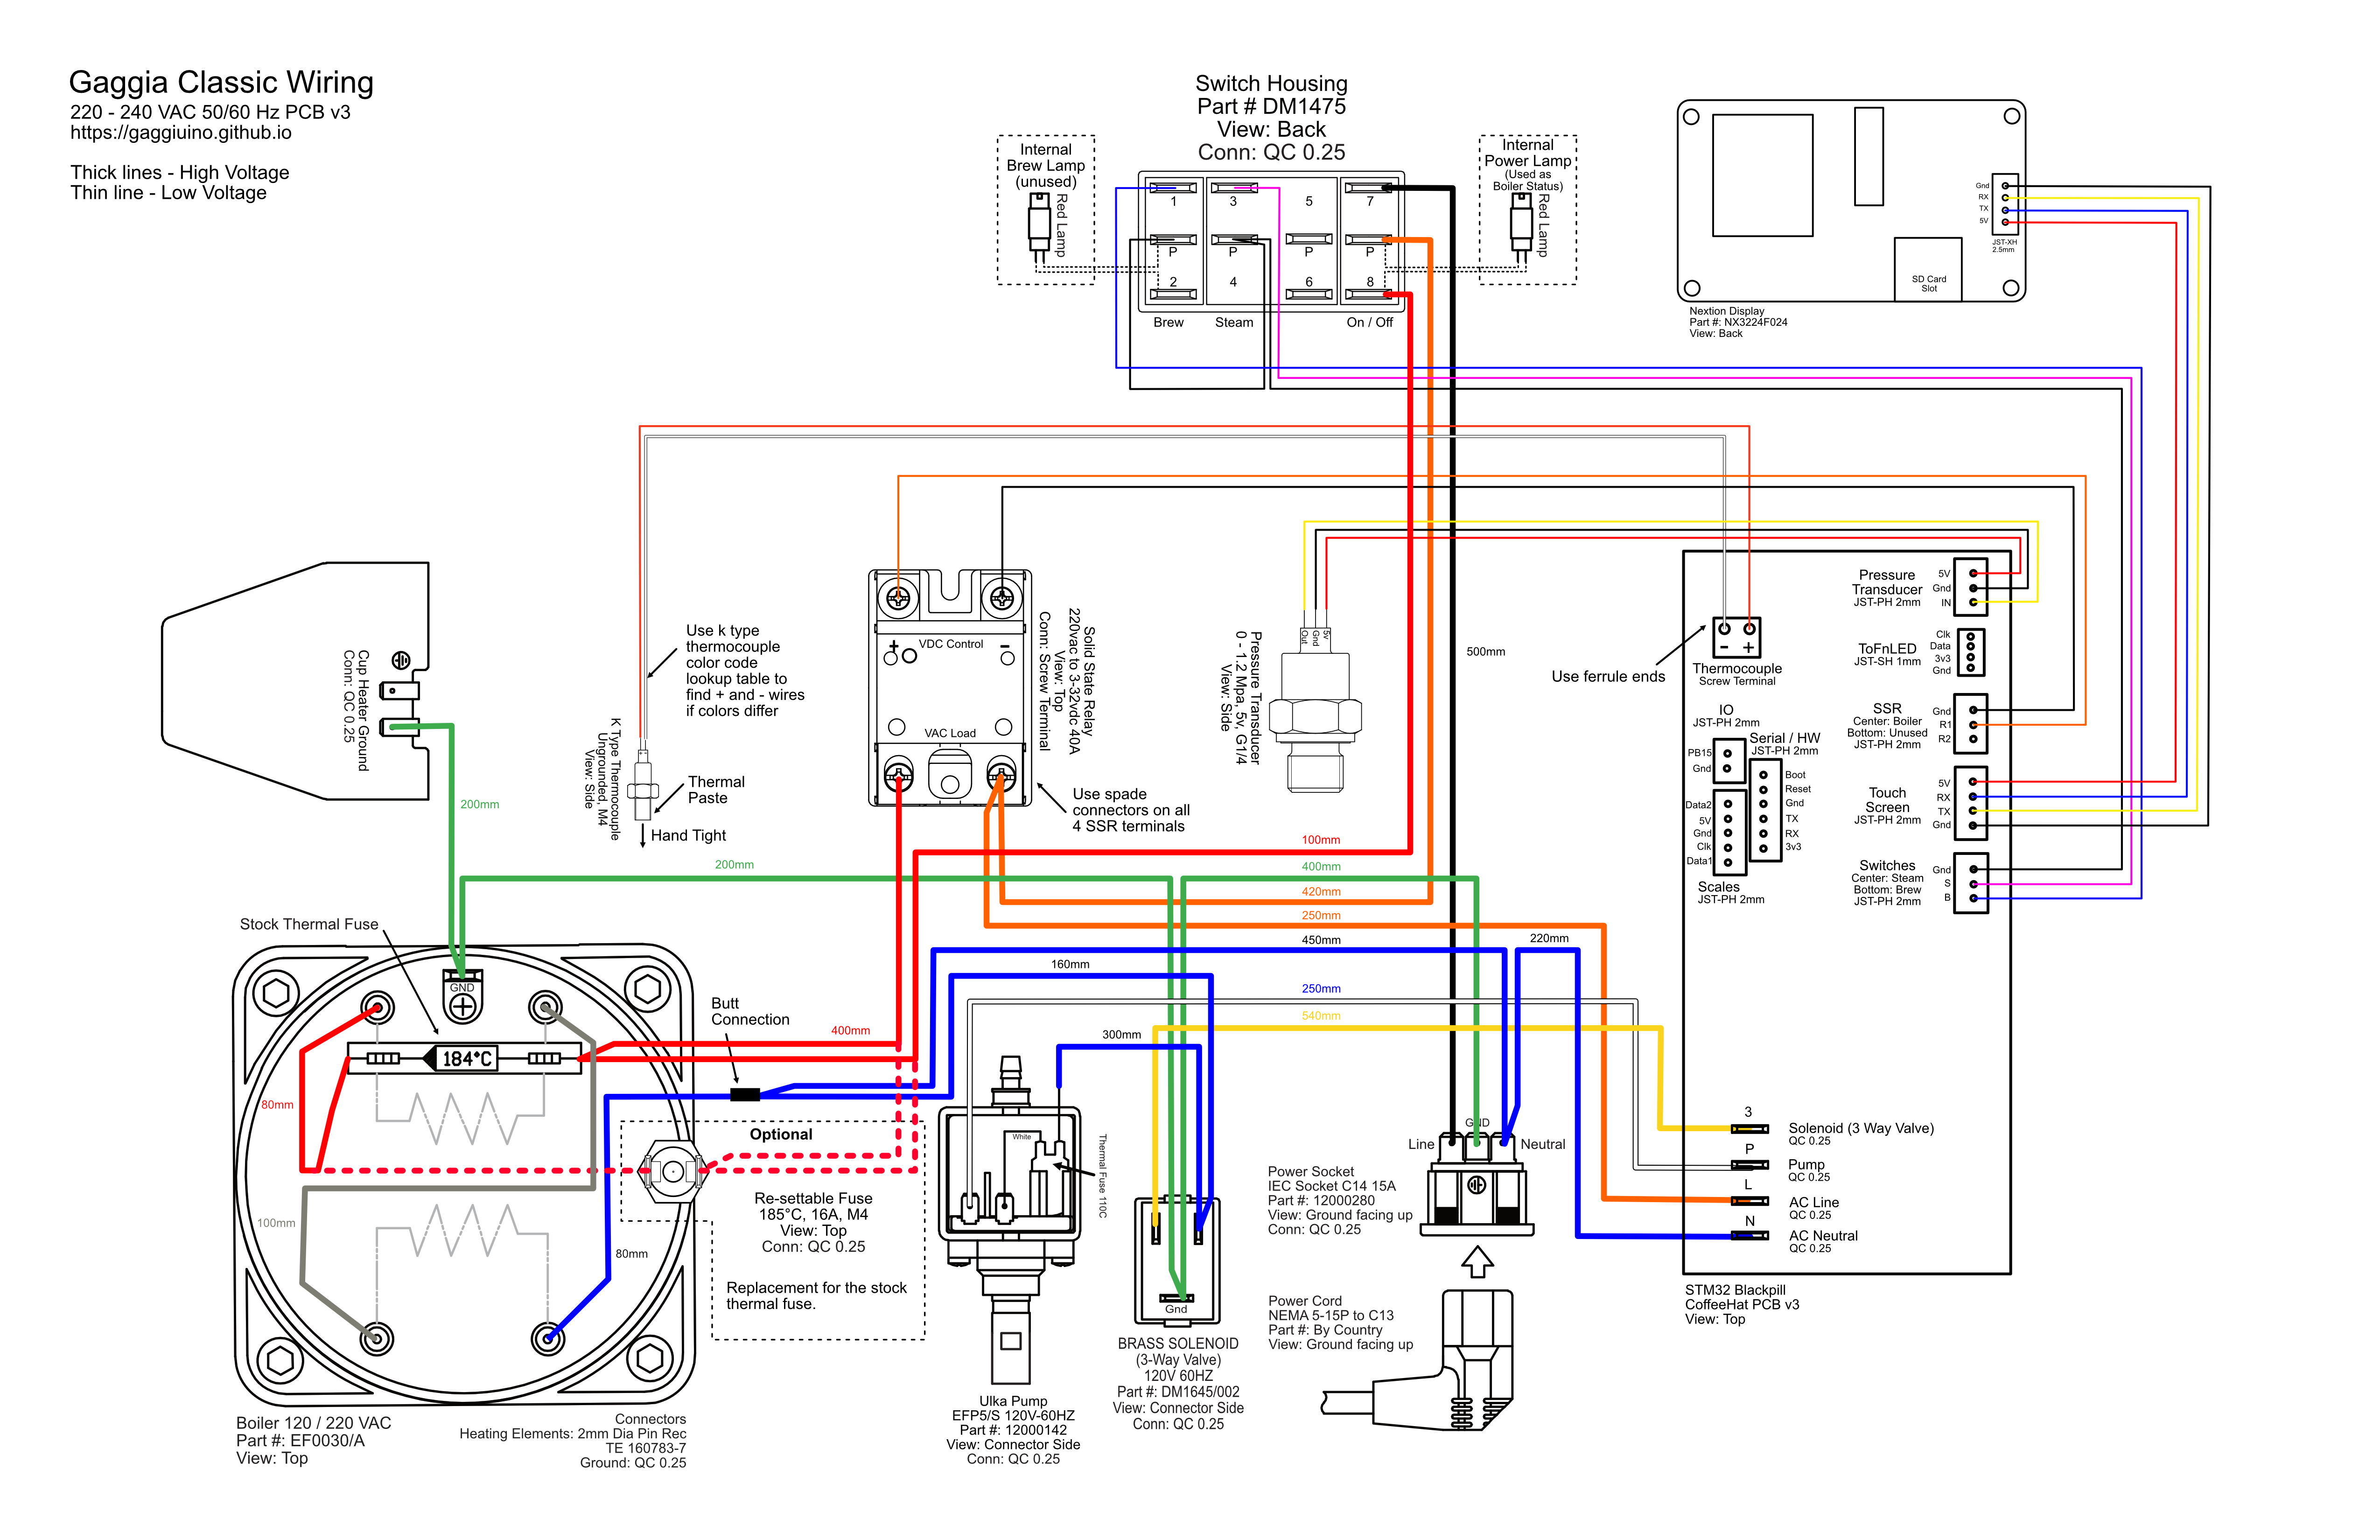 Gaggia Classic Wiring
220 - 240 VAC 50/60 Hz PCB v3
https://gaggiuino.github.io
Thick lines - High Voltage
Thin line - Low Voltage
Switch Housing
Part # DM1475
View: Back
Conn: QC 0.25
Internal
Brew Lamp
(unused)
Red Lamp
Internal
Power Lamp
(Used as
Boiler Status)
Red Lamp
1
3
5
7
P
P
P
P
2
4
6
8
Brew
Steam
On / Off
Gnd
RX
TX
5V
JST-XH
2.5mm
SD Card
Slot
Nextion Display
Part #: NX3224F024
View: Back
Cup Heater Ground
Conn: QC 0.25
200mm
Use k type
thermocouple
color code
lookup table to
find + and - wires
if colors differ
K Type Thermocouple
Ungrounded, M4
View: Side
Thermal
Paste
Hand Tight
VDC Control
+
-
VAC Load
Solid State Relay
220vac to 3-32vdc 40A
View: Top
Conn: Screw Terminal
Use spade
connectors on all
4 SSR terminals
Out
Gnd
5v
Pressure Transducer
0 - 1.2 Mpa, 5v, G1/4
View: Side
500mm
Use ferrule ends
- +
Thermocouple
Screw Terminal
Pressure
Transducer
JST-PH 2mm
5V
Gnd
IN
ToFnLED
JST-SH 1mm
Clk
Data
3v3
Gnd
SSR
Center: Boiler
Bottom: Unused
JST-PH 2mm
Gnd
R1
R2
IO
JST-PH 2mm
PB15
Gnd
Serial / HW
JST-PH 2mm
Boot
Reset
Gnd
TX
RX
3v3
Data2
5V
Gnd
Clk
Data1
Scales
JST-PH 2mm
Touch
Screen
JST-PH 2mm
5V
RX
TX
Gnd
Switches
Center: Steam
Bottom: Brew
JST-PH 2mm
Gnd
S
B
200mm
100mm
400mm
420mm
250mm
450mm
220mm
160mm
250mm
540mm
300mm
400mm
Stock Thermal Fuse
GND
184°C
80mm
100mm
80mm
Butt
Connection
Optional
Re-settable Fuse
185°C, 16A, M4
View: Top
Conn: QC 0.25
Replacement for the stock
thermal fuse.
Boiler 120 / 220 VAC
Part #: EF0030/A
View: Top
Connectors
Heating Elements: 2mm Dia Pin Rec
TE 160783-7
Ground: QC 0.25
White
Thermal Fuse 110C
Ulka Pump
EFP5/S 120V-60HZ
Part #: 12000142
View: Connector Side
Conn: QC 0.25
Gnd
BRASS SOLENOID
(3-Way Valve)
120V 60HZ
Part #: DM1645/002
View: Connector Side
Conn: QC 0.25
Line
GND
Neutral
Power Socket
IEC Socket C14 15A
Part #: 12000280
View: Ground facing up
Conn: QC 0.25
Power Cord
NEMA 5-15P to C13
Part #: By Country
View: Ground facing up
3
Solenoid (3 Way Valve)
QC 0.25
P
Pump
QC 0.25
L
AC Line
QC 0.25
N
AC Neutral
QC 0.25
STM32 Blackpill
CoffeeHat PCB v3
View: Top